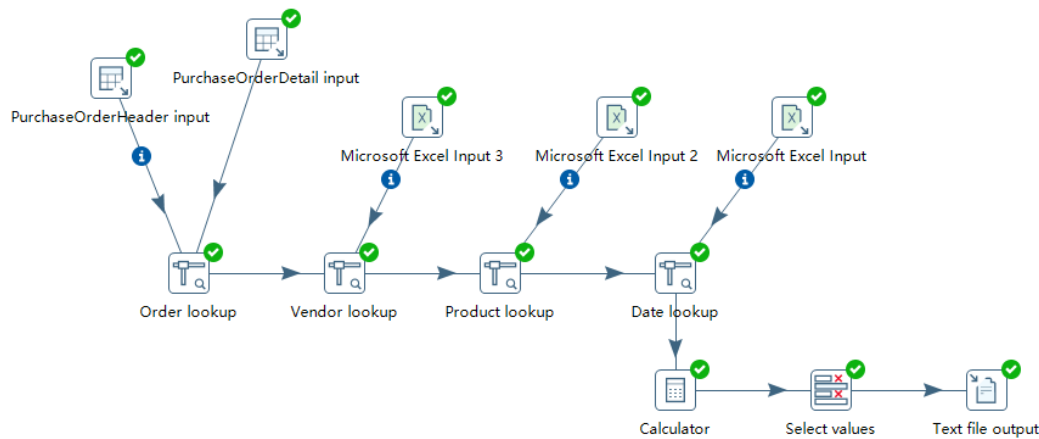 PurchaseOrderDetail input
PurchaseOrderHeader input
Microsoft Excel Input 3
Microsoft Excel Input 2
Microsoft Excel Input
Order lookup
Vendor lookup
Product lookup
Date lookup
Calculator
Select values
Text file output